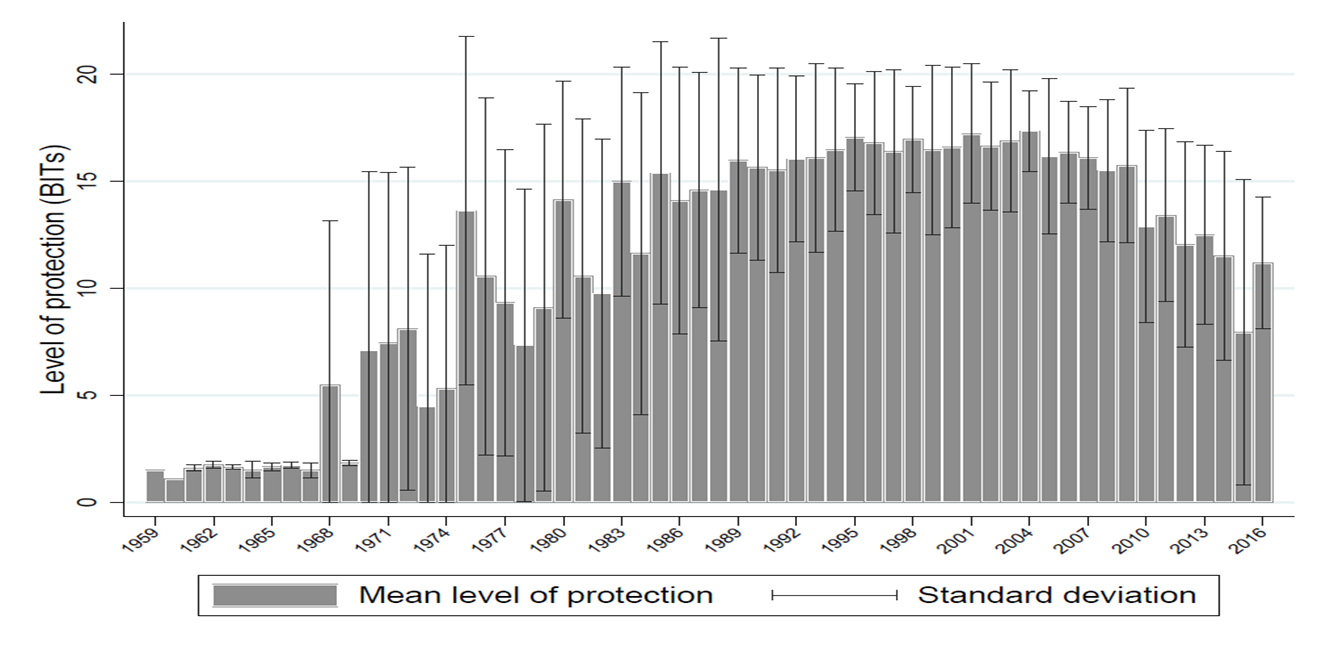 Level of protection (BITs)
20
15
10
5
0
1959 1962 1965 1968 1971 1974 1977 1980 1983 1986 1989 1992 1995 1998 2001 2004 2007 2010 2013 2016
Mean level of protection Standard deviation